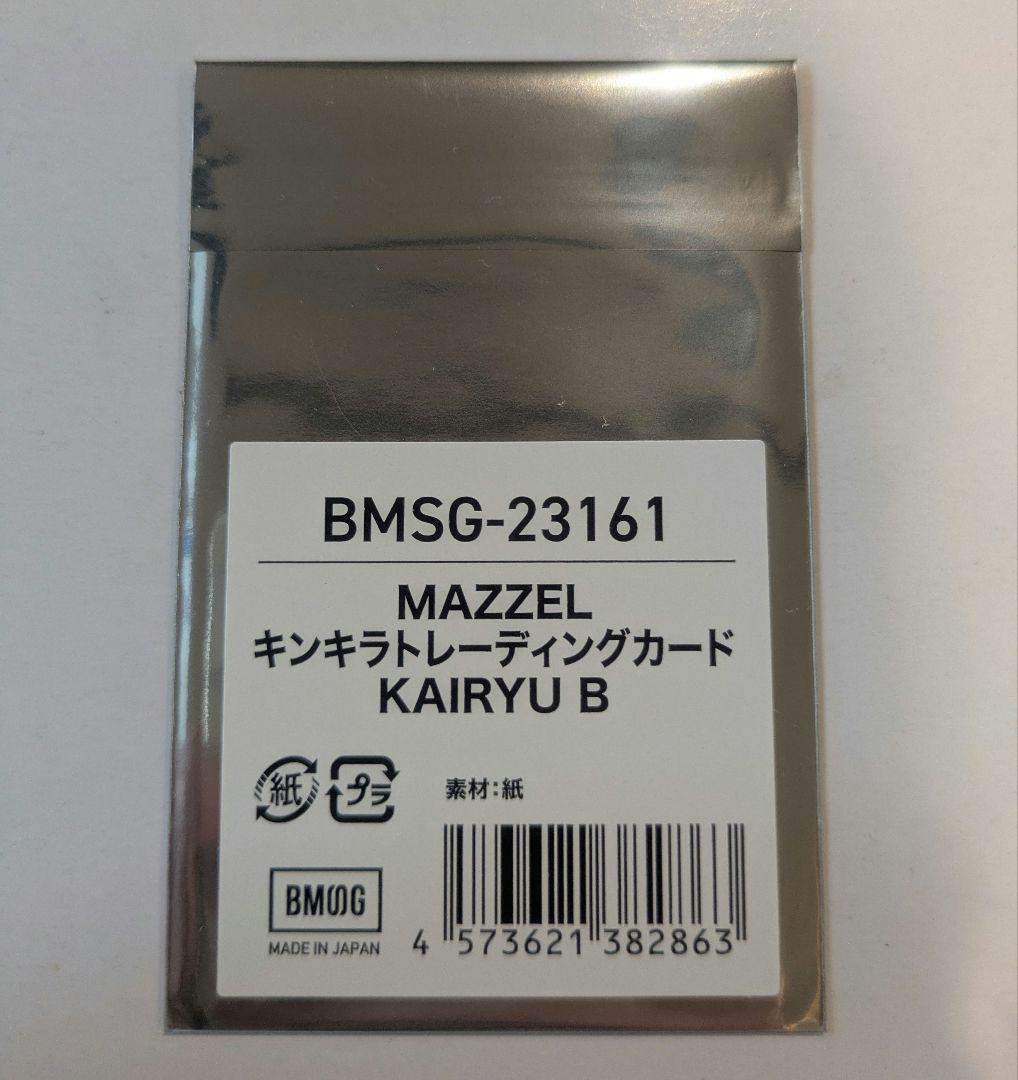 BMSG-23161
MAZZEL
キンキラトレーディングカード
KAIRYU B
紙
プラ
素材:紙
BMSG
MADE IN JAPAN
4 573621 382863